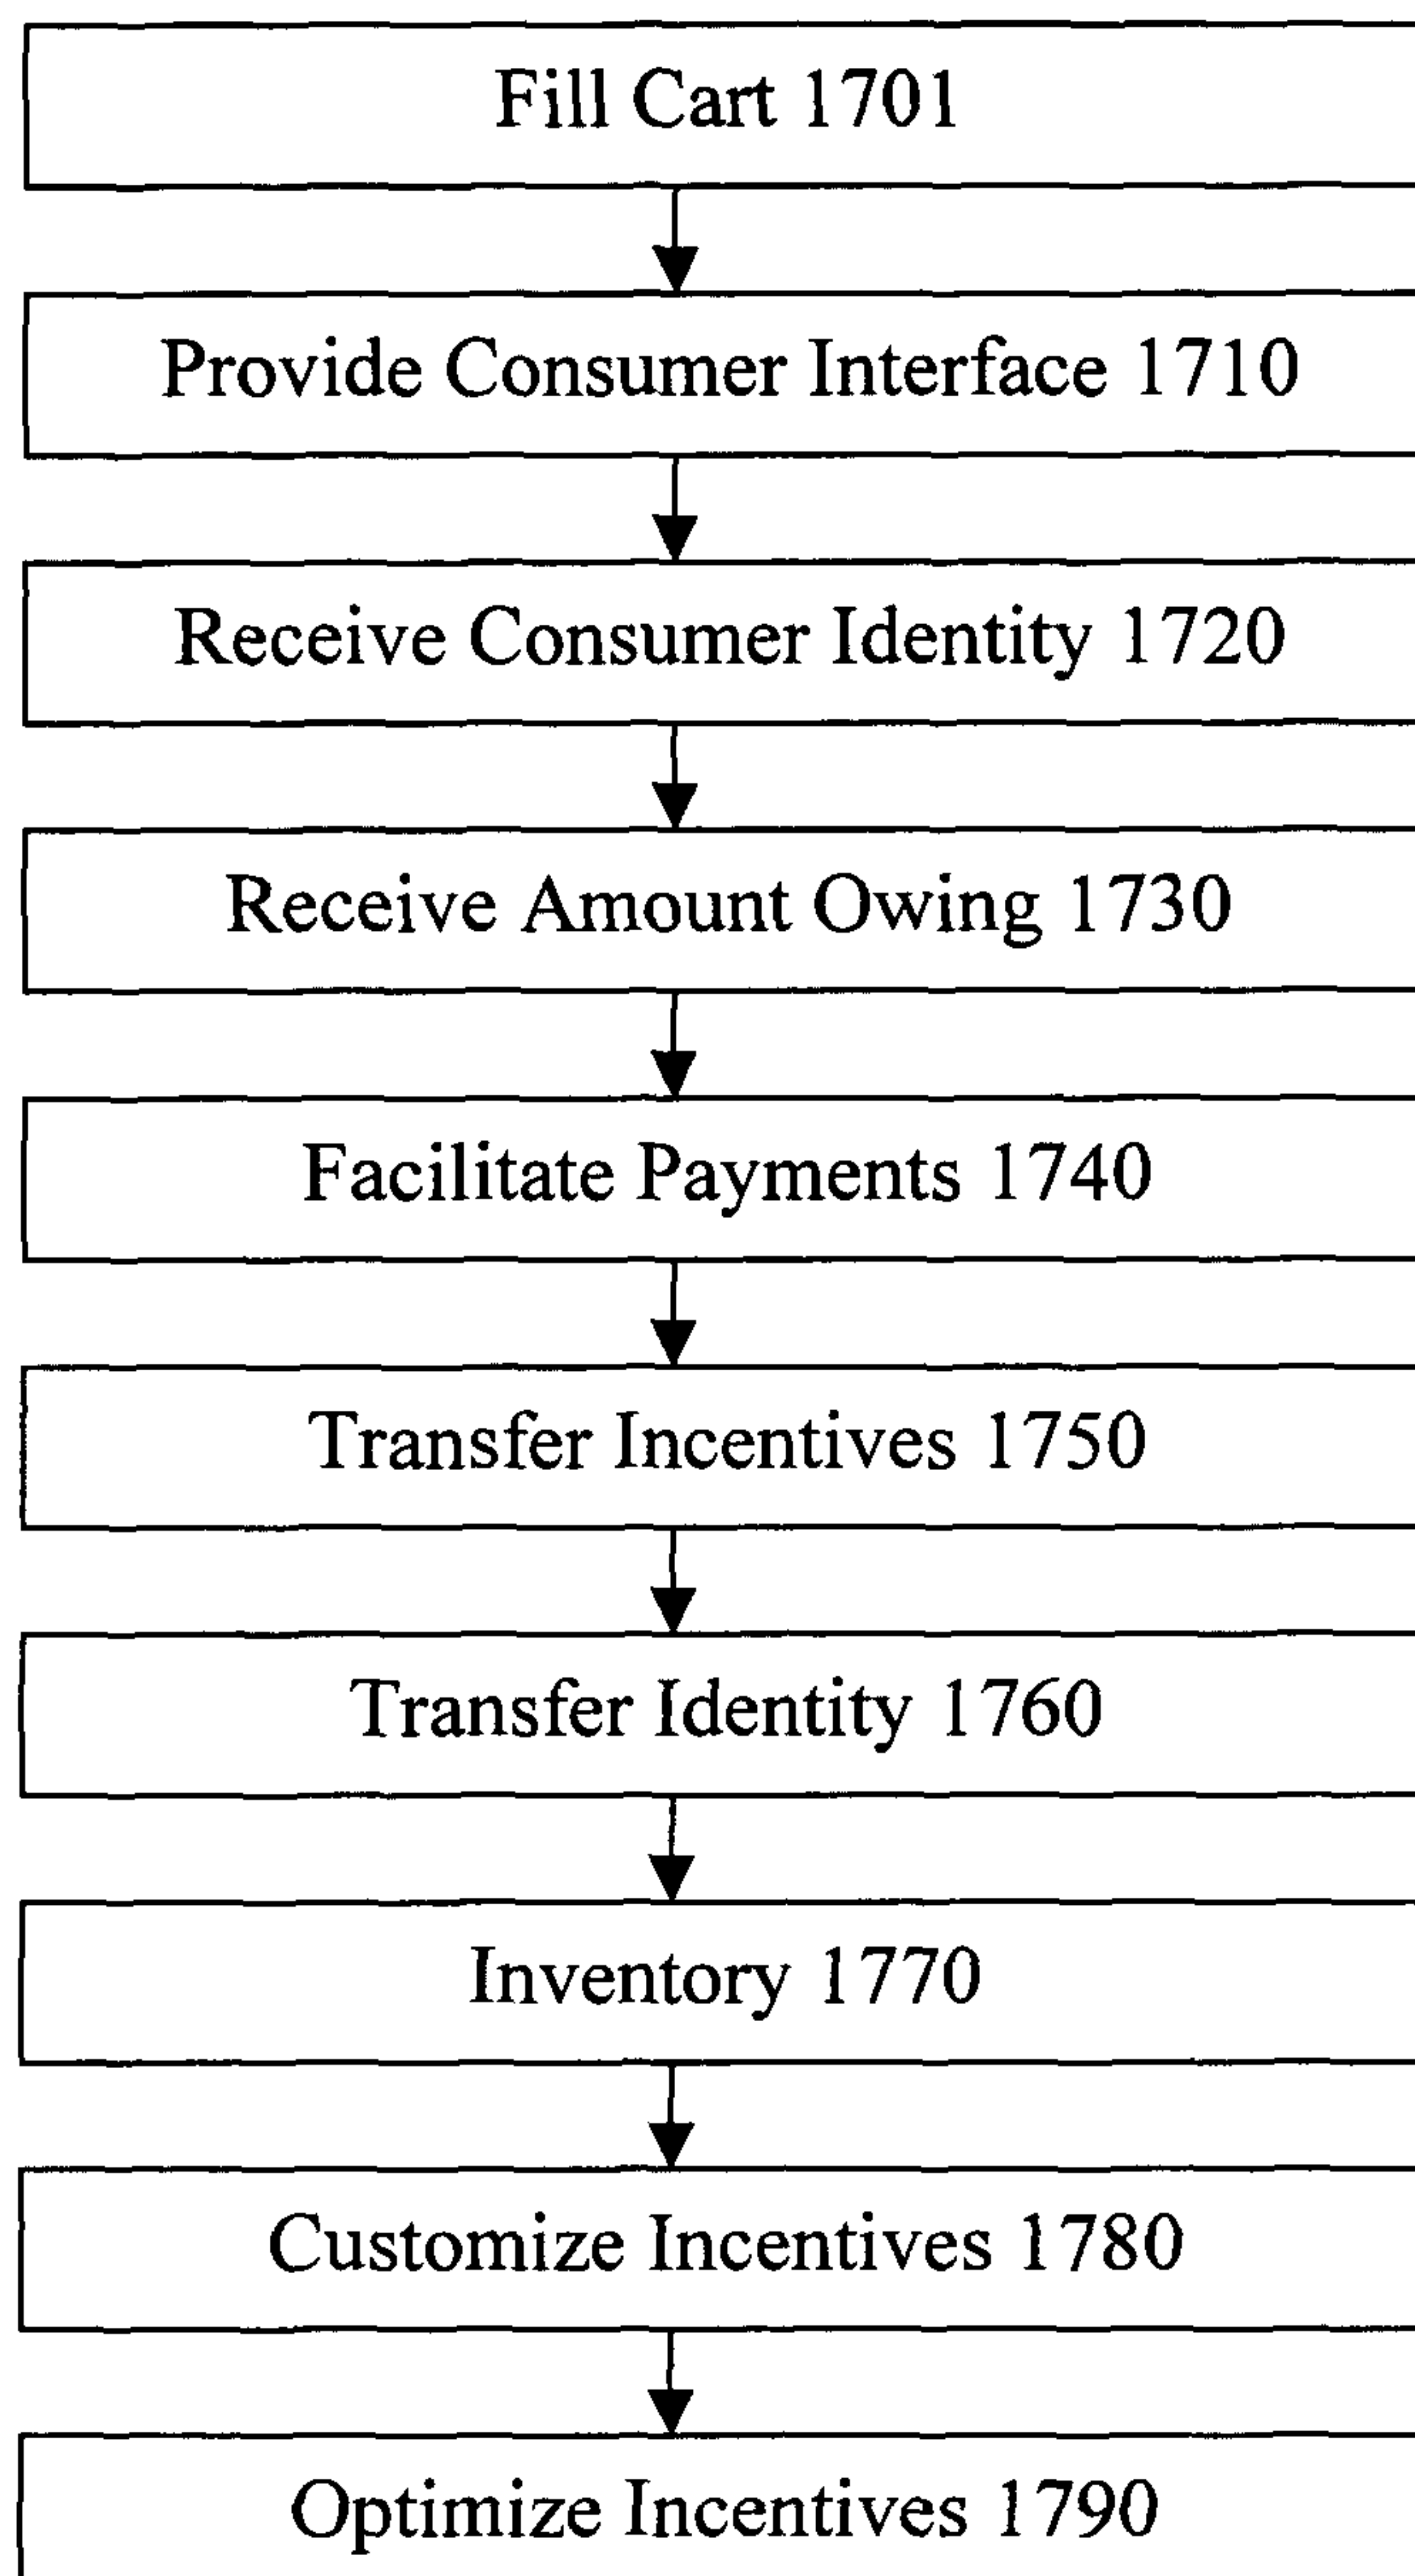 Fill Cart 1701
Provide Consumer Interface 1710
Receive Consumer Identity 1720
Receive Amount Owing 1730
Facilitate Payments 1740
Transfer Incentives 1750
Transfer Identity 1760
Inventory 1770
Customize Incentives 1780
Optimize Incentives 1790